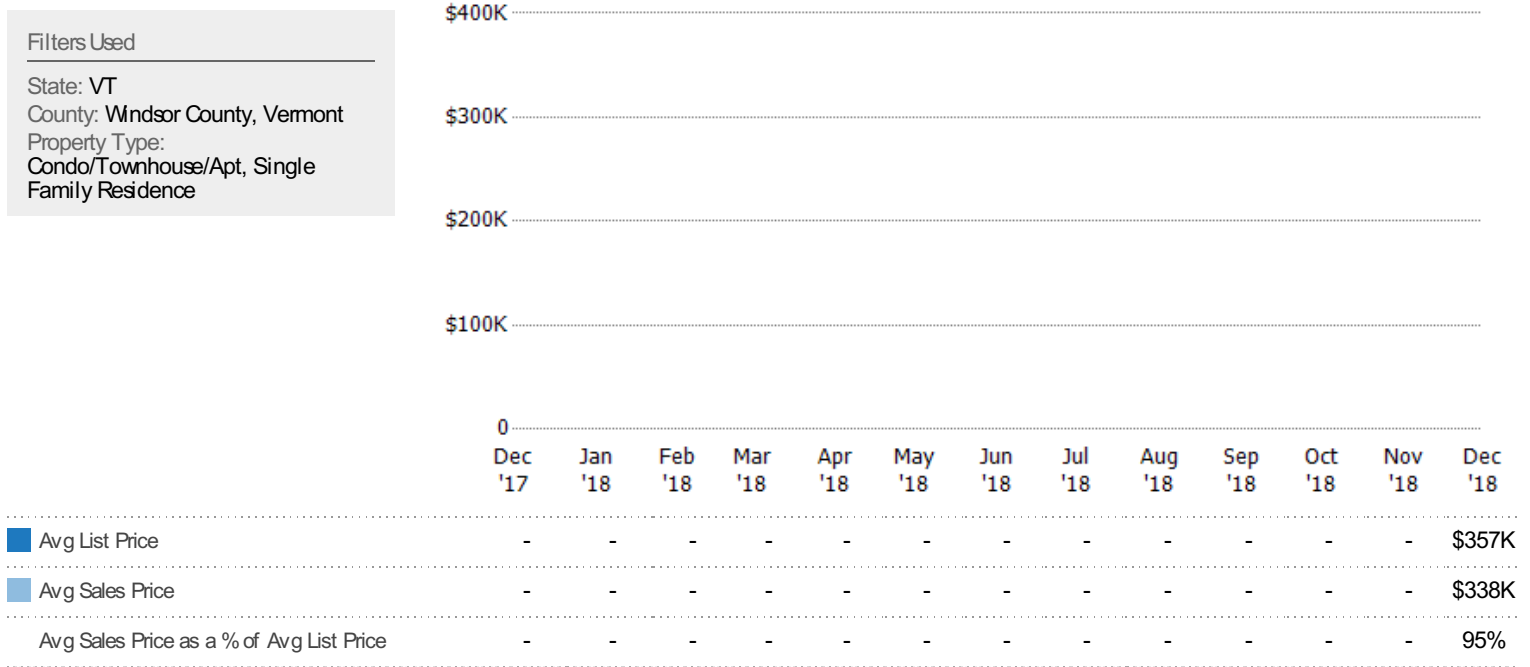 Filters Used
State: VT
County: Windsor County, Vermont
Property Type:
Condo/Townhouse/Apt, Single
Family Residence
$400K
$300K
$200K
$100K
0
Dec Jan Feb Mar Apr May Jun Jul Aug Sep Oct Nov Dec
'17 '18 '18 '18 '18 '18 '18 '18 '18 '18 '18 '18 '18
Avg List Price - - - - - - - - - - - - $357K
Avg Sales Price - - - - - - - - - - - - $338K
Avg Sales Price as a % of Avg List Price - - - - - - - - - - - - 95%